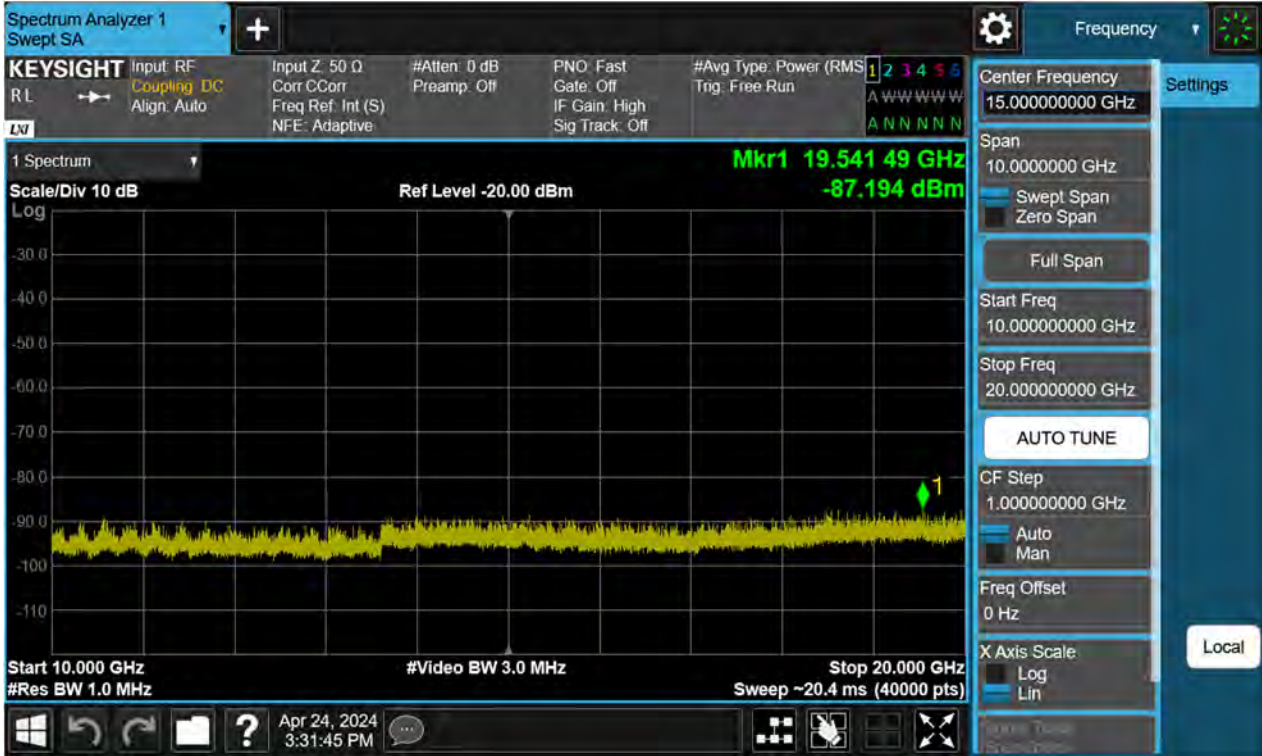 Spectrum Analyzer 1
Swept SA
+
Frequency
KEYSIGHT
RL
LXI
Input: RF
Coupling: DC
Align: Auto
Input Z: 50 Ω
Corr CCorr
Freq Ref: Int (S)
NFE: Adaptive
#Atten: 0 dB
Preamp: Off
PNO: Fast
Gate: Off
IF Gain: High
Sig Track: Off
#Avg Type: Power (RMS
Trig: Free Run
1 2 3 4 5 6
A W W W W W
A N N N N N
1 Spectrum
Scale/Div 10 dB
Log
Ref Level -20.00 dBm
Mkr1 19.541 49 GHz
-87.194 dBm
-30.0
-40.0
-50.0
-60.0
-70.0
-80.0
-90.0
-100
-110
1
Start 10.000 GHz
#Res BW 1.0 MHz
#Video BW 3.0 MHz
Stop 20.000 GHz
Sweep ~20.4 ms (40000 pts)
Center Frequency
15.000000000 GHz
Settings
Span
10.0000000 GHz
Swept Span
Zero Span
Full Span
Start Freq
10.000000000 GHz
Stop Freq
20.000000000 GHz
AUTO TUNE
CF Step
1.000000000 GHz
Auto
Man
Freq Offset
0 Hz
X Axis Scale
Log
Lin
Local
?
Apr 24, 2024
3:31:45 PM